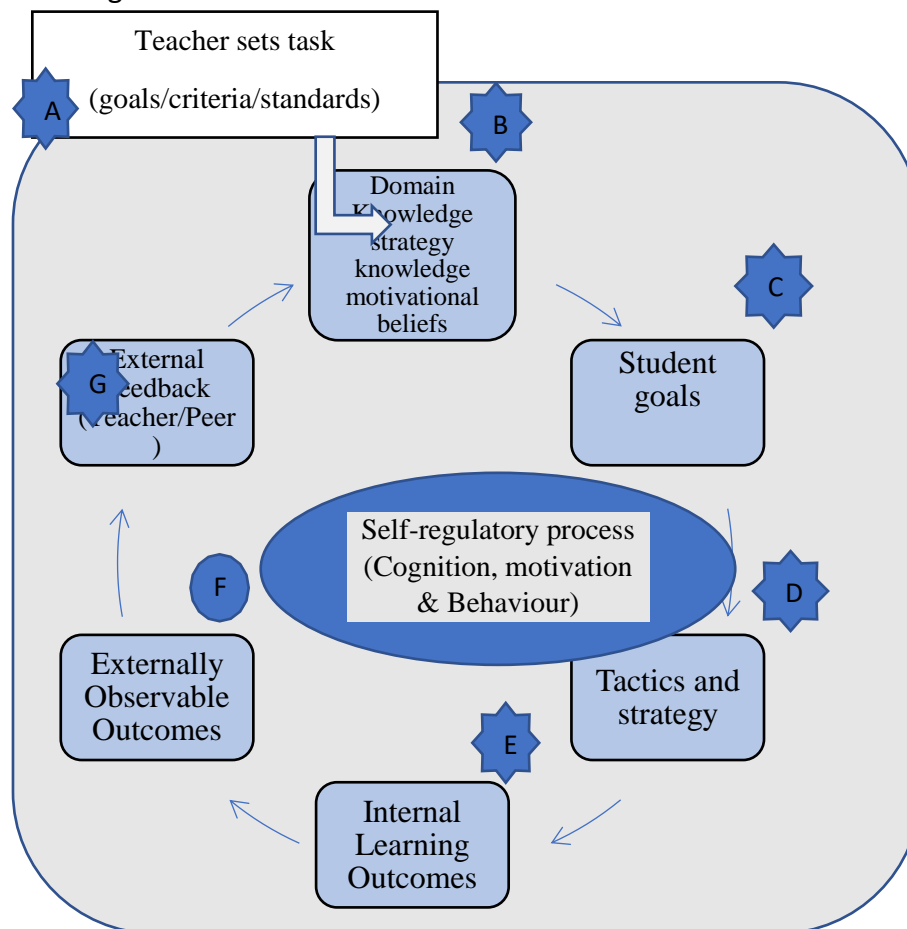 Teacher sets task
(goals/criteria/standards)
A
B
Domain
Knowledge
strategy
knowledge
motivational
beliefs
C
Student
goals
G
External
Feedback
(Teacher/Peer
)
Self-regulatory process
(Cognition, motivation
& Behaviour)
D
F
Externally
Observable
Outcomes
Tactics and
strategy
E
Internal
Learning
Outcomes